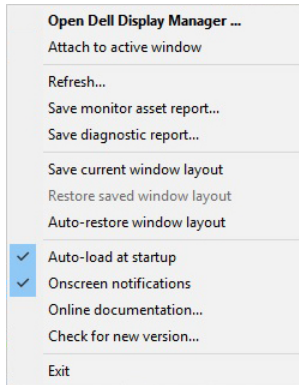 Open Dell Display Manager ...
Attach to active window
Refresh...
Save monitor asset report...
Save diagnostic report...
Save current window layout
Restore saved window layout
Auto-restore window layout
Auto-load at startup
Onscreen notifications
Online documentation...
Check for new version...
Exit